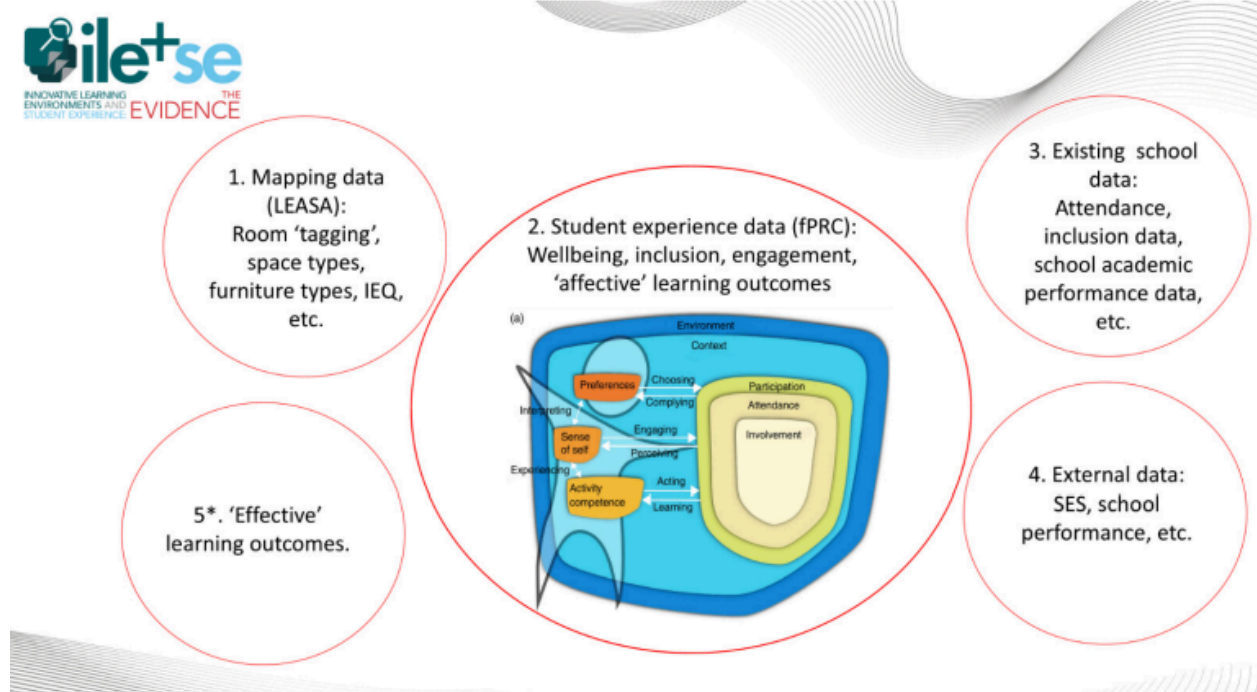 ile+se
INNOVATIVE LEARNING
ENVIRONMENTS AND
STUDENT EXPERIENCE:
THE
EVIDENCE
1. Mapping data
(LEASA):
Room ‘tagging’,
space types,
furniture types, IEQ,
etc.
2. Student experience data (fPRC):
Wellbeing, inclusion, engagement,
‘affective’ learning outcomes
(a)
Environment
Context
Preferences
Choosing
Complying
Interpreting
Sense
of self
Engaging
Perceiving
Experiencing
Activity
competence
Acting
Learning
Participation
Attendance
Involvement
3. Existing school
data:
Attendance,
inclusion data,
school academic
performance data,
etc.
4. External data:
SES, school
performance, etc.
5*. ‘Effective’
learning outcomes.